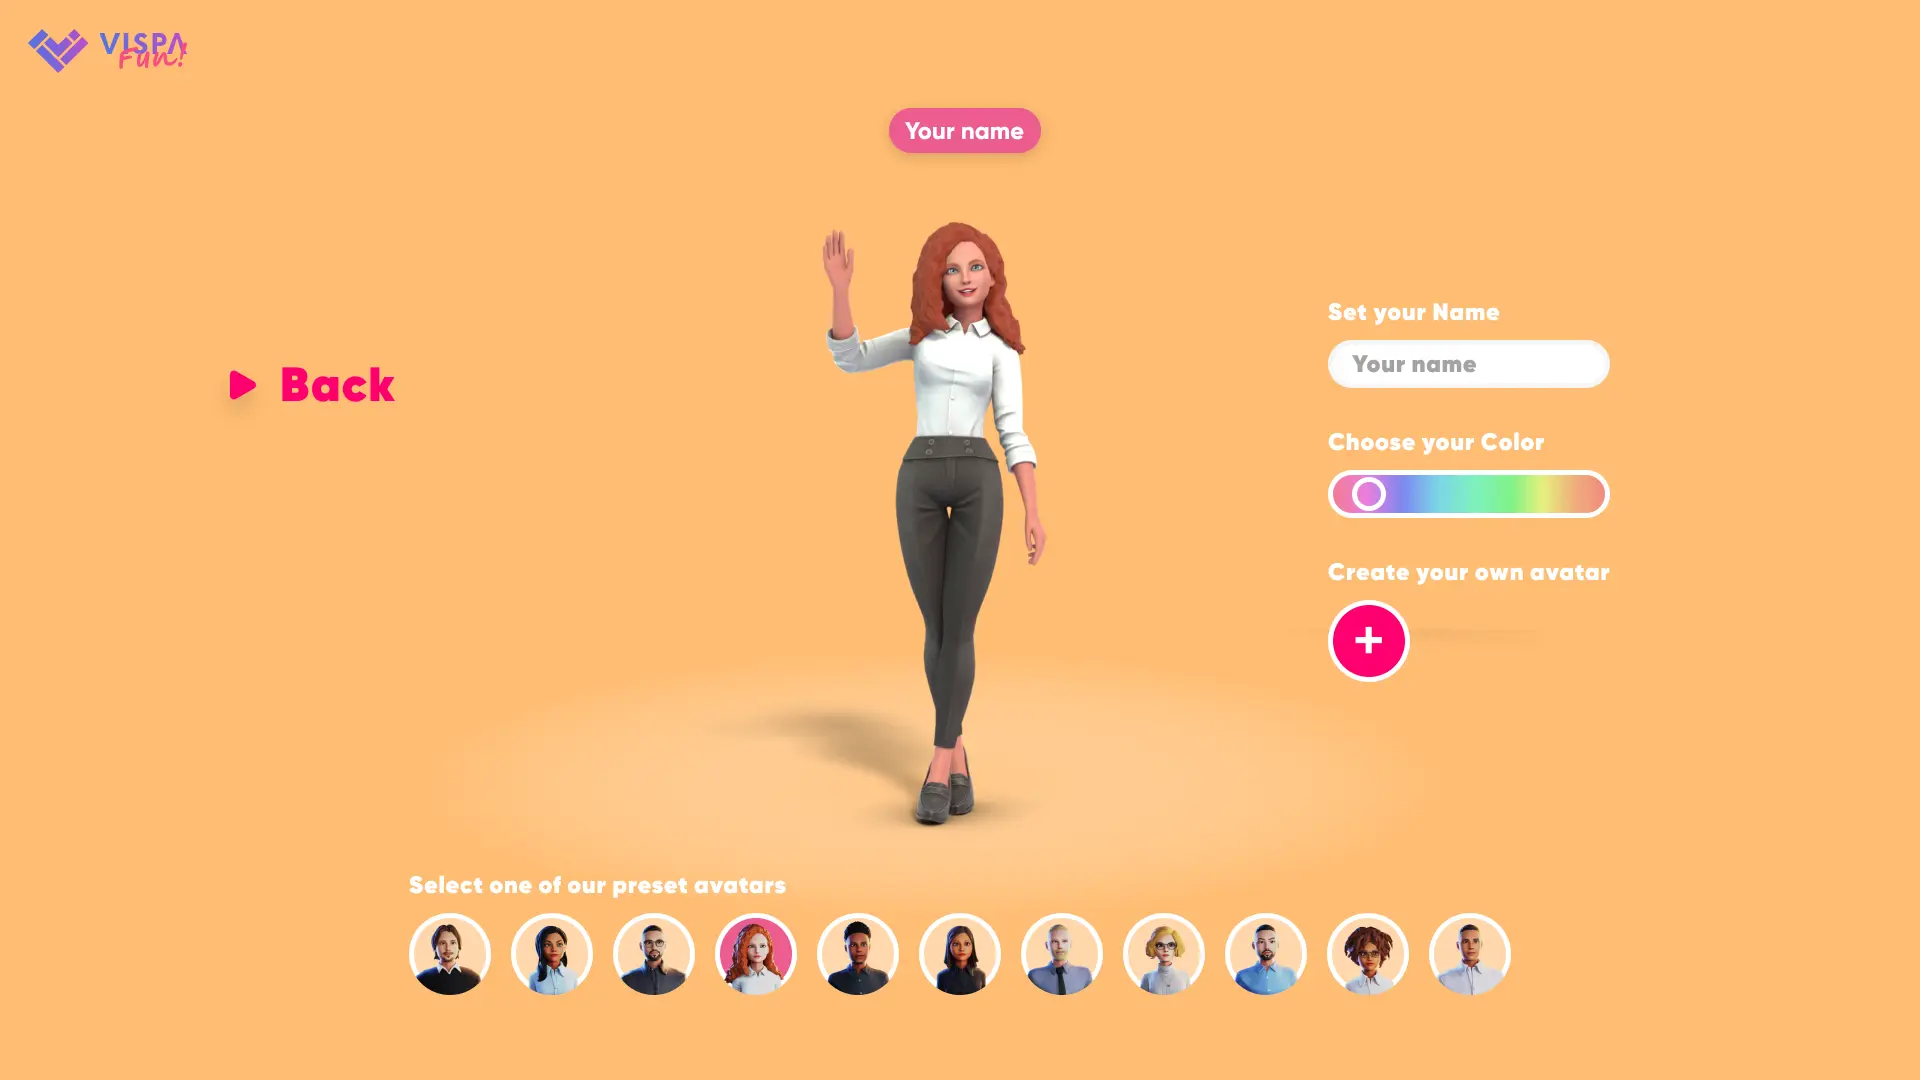 VISPA
Fun!
Your name
Back
Set your Name
Your name
Choose your Color
Create your own avatar
Select one of our preset avatars